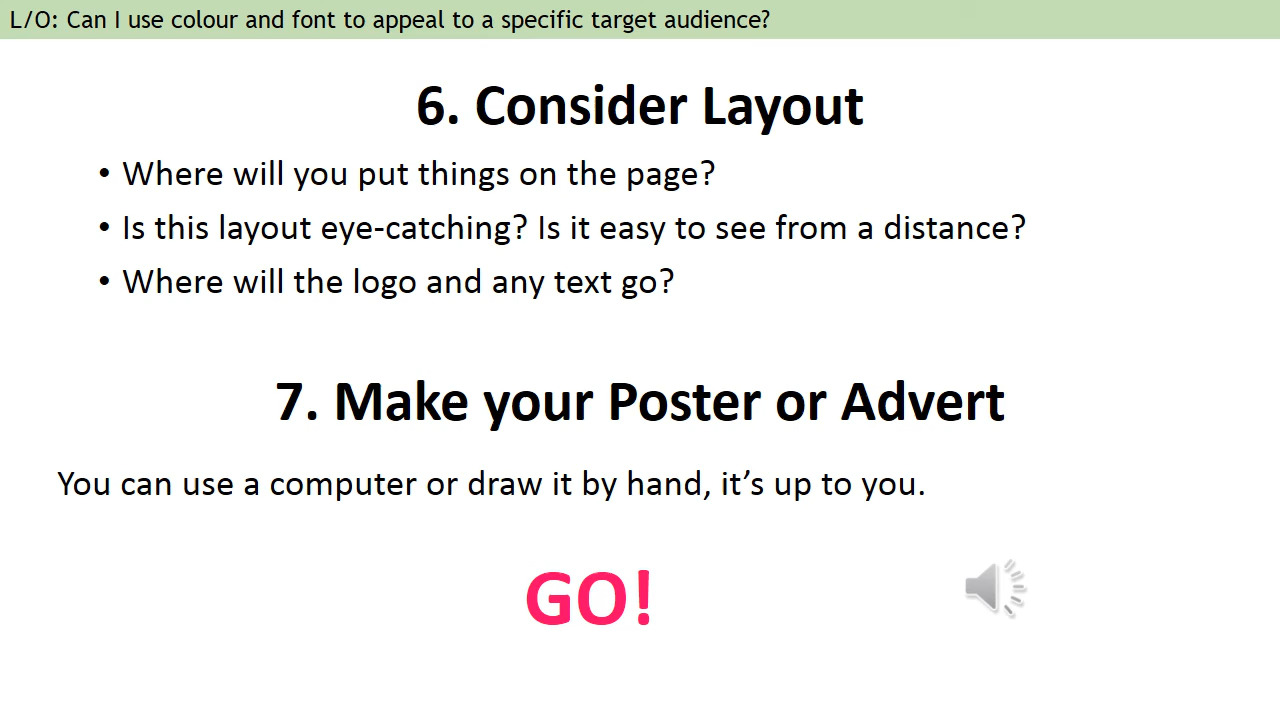 L/O: Can I use colour and font to appeal to a specific target audience?
6. Consider Layout
• Where will you put things on the page?
• Is this layout eye-catching? Is it easy to see from a distance?
• Where will the logo and any text go?
7. Make your Poster or Advert
You can use a computer or draw it by hand, it’s up to you.
GO!